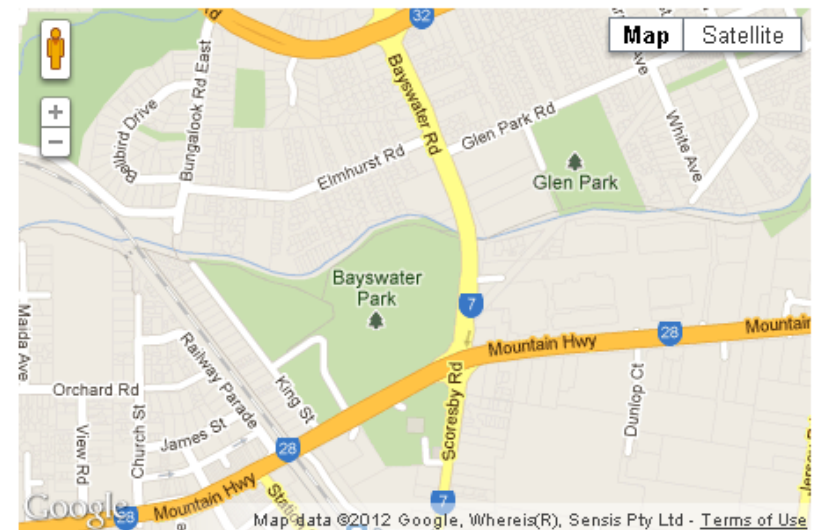 32
Map
Satellite
Bayswater Rd
Bungalook Rd East
Bellbird Drive
Elmhurst Rd
Glen Park Rd
White Ave
Glen Park
Bayswater
Park
7
28
Mountain Hwy
Mountain
Maida Ave
Railway Parade
King St
Orchard Rd
Church St
View Rd
James St
28
Scoresby Rd
Dunlop Ct
7
28
Mountain Hwy
Google
Map data ©2012 Google, Whereis(R), Sensis Pty Ltd - Terms of Use